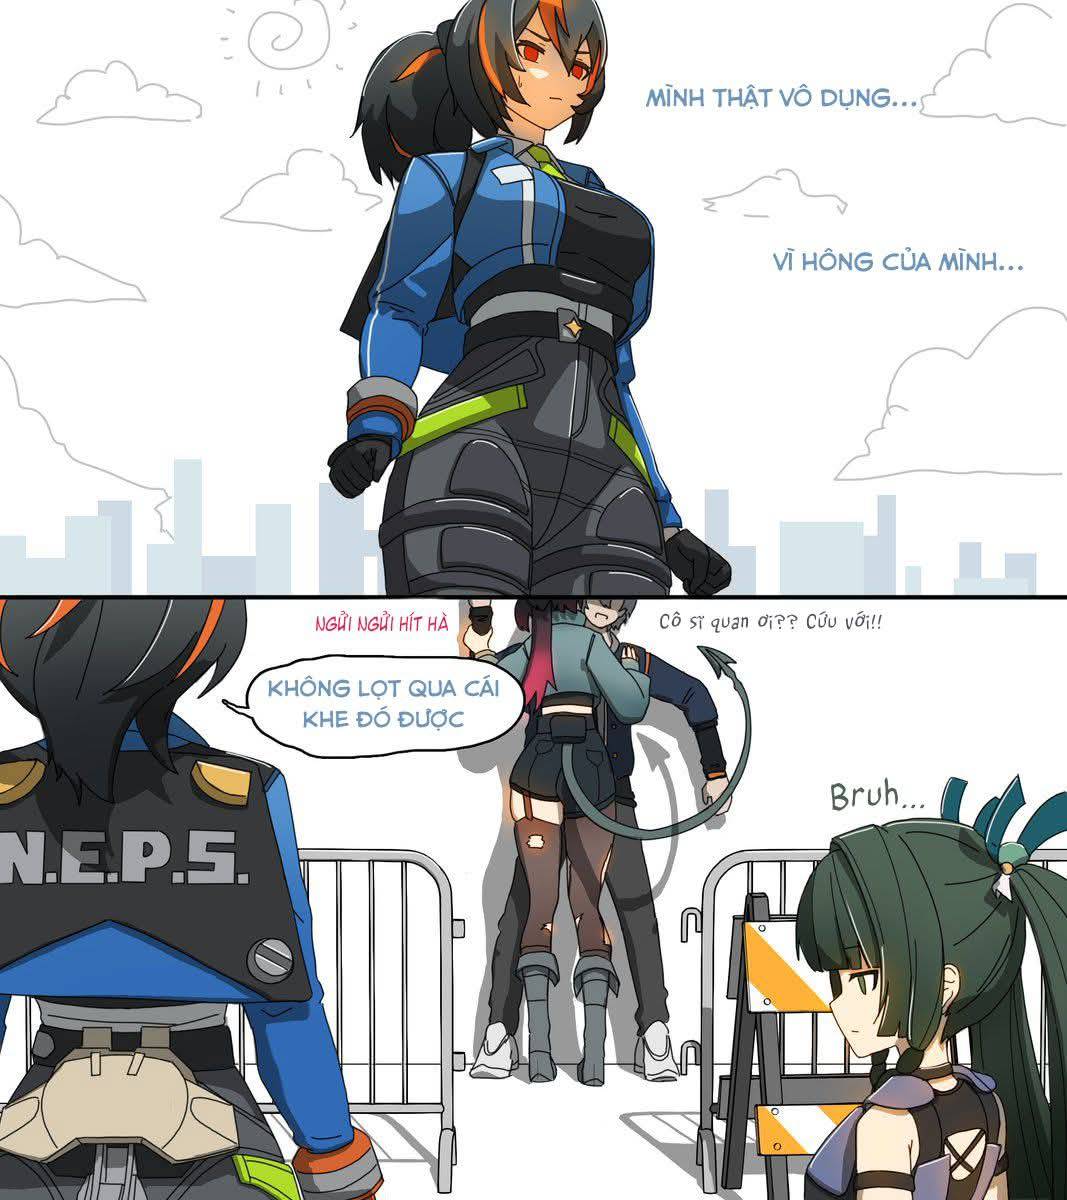 MÌNH THẬT VÔ DỤNG...
VÌ HÔNG CỦA MÌNH...
NGỬI NGỬI HÍT HÀ
Cô sĩ quan ơi?? Cứu với!!
KHÔNG LỌT QUA CÁI
KHE ĐÓ ĐƯỢC
Bruh...
N.E.P.S.